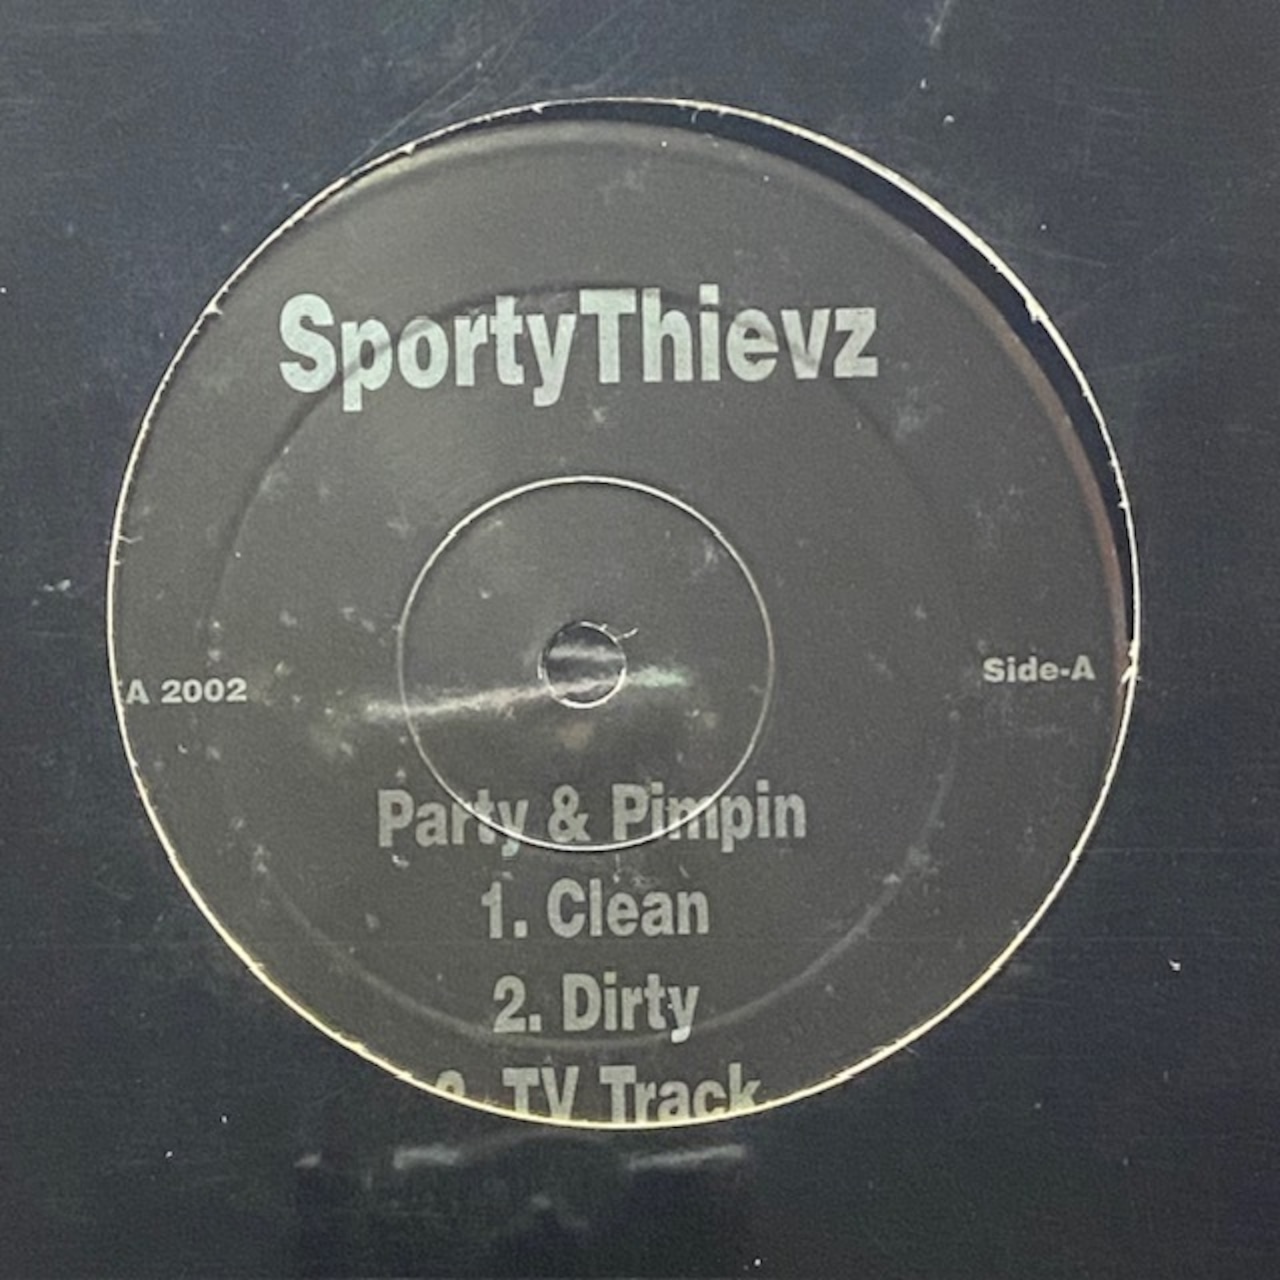 SportyThievz
A 2002
Side-A
Party & Pimpin
1. Clean
2. Dirty
TV Track